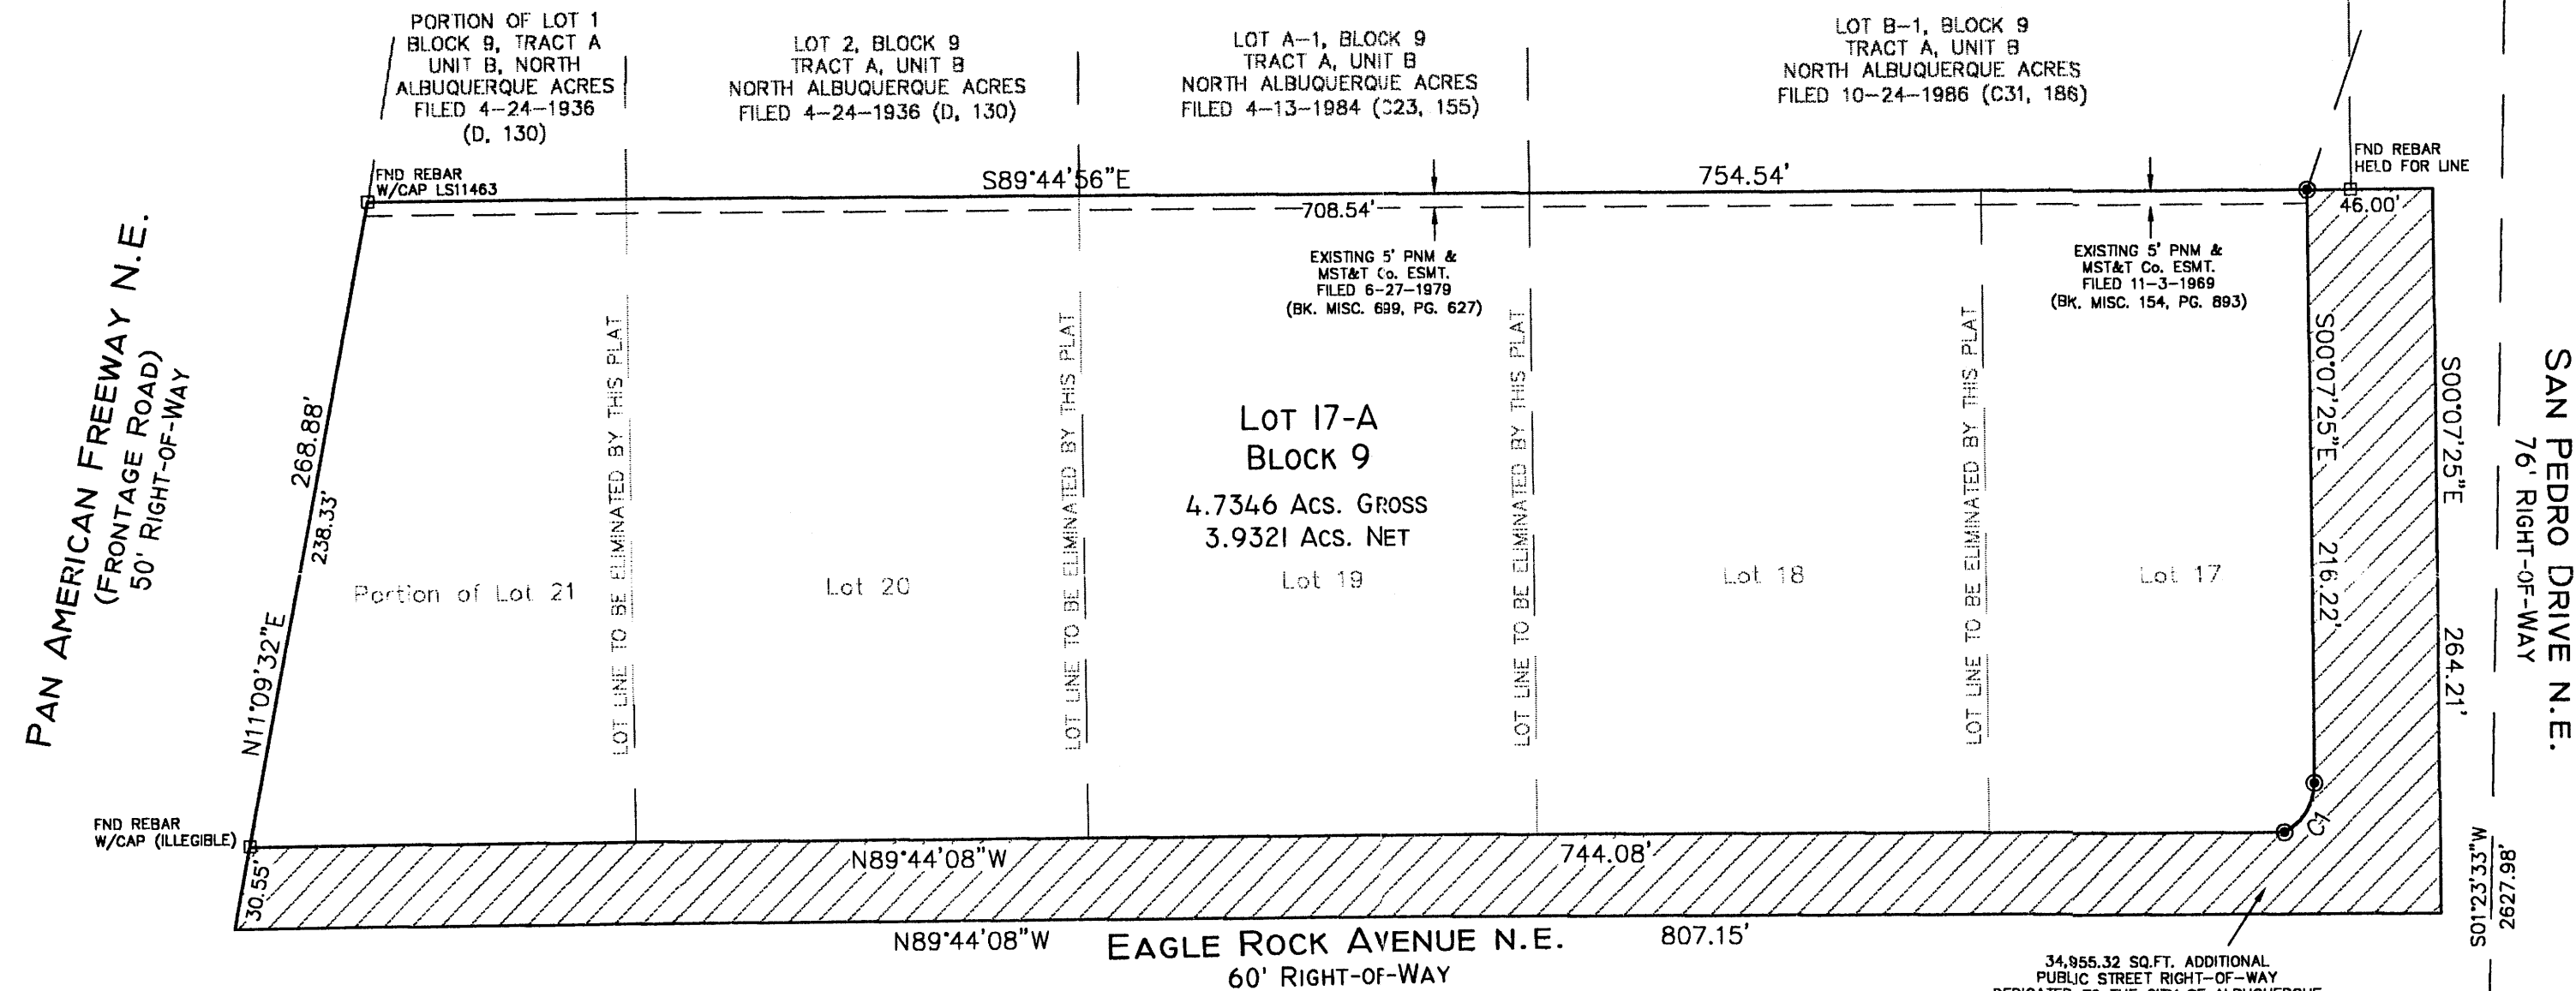 PORTION OF LOT 1
BLOCK 9, TRACT A
UNIT B, NORTH
ALBUQUERQUE ACRES
FILED 4-24-1936
(D, 130)
LOT 2, BLOCK 9
TRACT A, UNIT B
NORTH ALBUQUERQUE ACRES
FILED 4-24-1936 (D, 130)
LOT A-1, BLOCK 9
TRACT A, UNIT B
NORTH ALBUQUERQUE ACRES
FILED 4-13-1984 (C23, 155)
LOT B-1, BLOCK 9
TRACT A, UNIT B
NORTH ALBUQUERQUE ACRES
FILED 10-24-1986 (C31, 186)
FND REBAR
W/CAP LS11463
S89°44'56"E
754.54'
FND REBAR
HELD FOR LINE
708.54'
46.00'
EXISTING 5' PNM &
MST&T Co. ESMT.
FILED 6-27-1979
(BK. MISC. 699, PG. 627)
EXISTING 5' PNM &
MST&T Co. ESMT.
FILED 11-3-1969
(BK. MISC. 154, PG. 893)
PAN AMERICAN FREEWAY N.E.
(FRONTAGE ROAD)
50' RIGHT-OF-WAY
268.88'
238.33'
N11°09'32"E
LOT LINE TO BE ELIMINATED BY THIS PLAT
LOT LINE TO BE ELIMINATED BY THIS PLAT
LOT LINE TO BE ELIMINATED BY THIS PLAT
LOT LINE TO BE ELIMINATED BY THIS PLAT
LOT 17-A
BLOCK 9
4.7346 ACS. GROSS
3.9321 ACS. NET
Portion of Lot 21
Lot 20
Lot 19
Lot 18
Lot 17
S00°07'25"E
216.22'
S00°07'25"E
264.21'
SAN PEDRO DRIVE N.E.
76' RIGHT-OF-WAY
C1
FND REBAR
W/CAP (ILLEGIBLE)
30.55'
N89°44'08"W
744.08'
S01°23'33"W
2627.98'
N89°44'08"W
EAGLE ROCK AVENUE N.E.
807.15'
60' RIGHT-OF-WAY
34,955.32 SQ.FT. ADDITIONAL
PUBLIC STREET RIGHT-OF-WAY
DEDICATED TO THE CITY OF ALBUQUERQUE